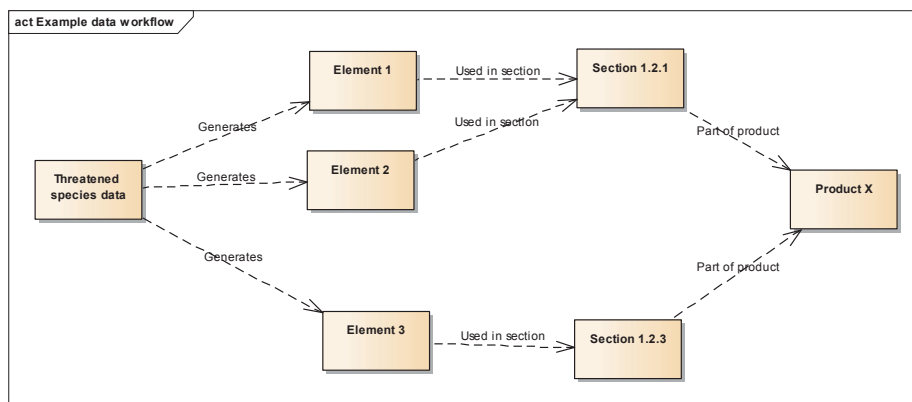 act Example data workflow
Element 1
Used in section
Section 1.2.1
Generates
Used in section
Part of product
Threatened
species data
Generates
Element 2
Product X
Generates
Part of product
Element 3
Used in section
Section 1.2.3